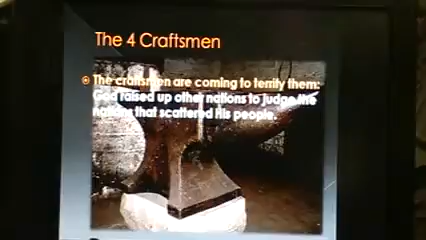 The 4 Craftsmen
The craftsmen are coming to terrify them:
God raised up other nations to judge the
nations that scattered His people.